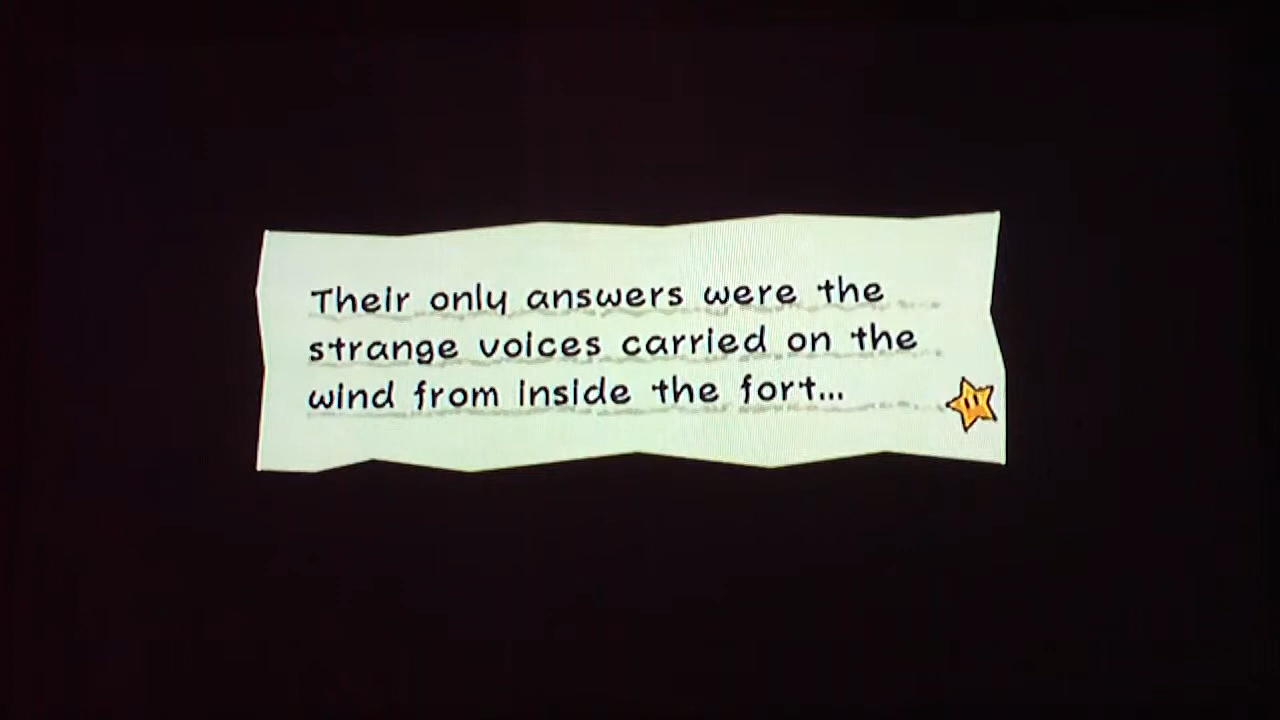 Their only answers were the
strange voices carried on the
wind from inside the fort...